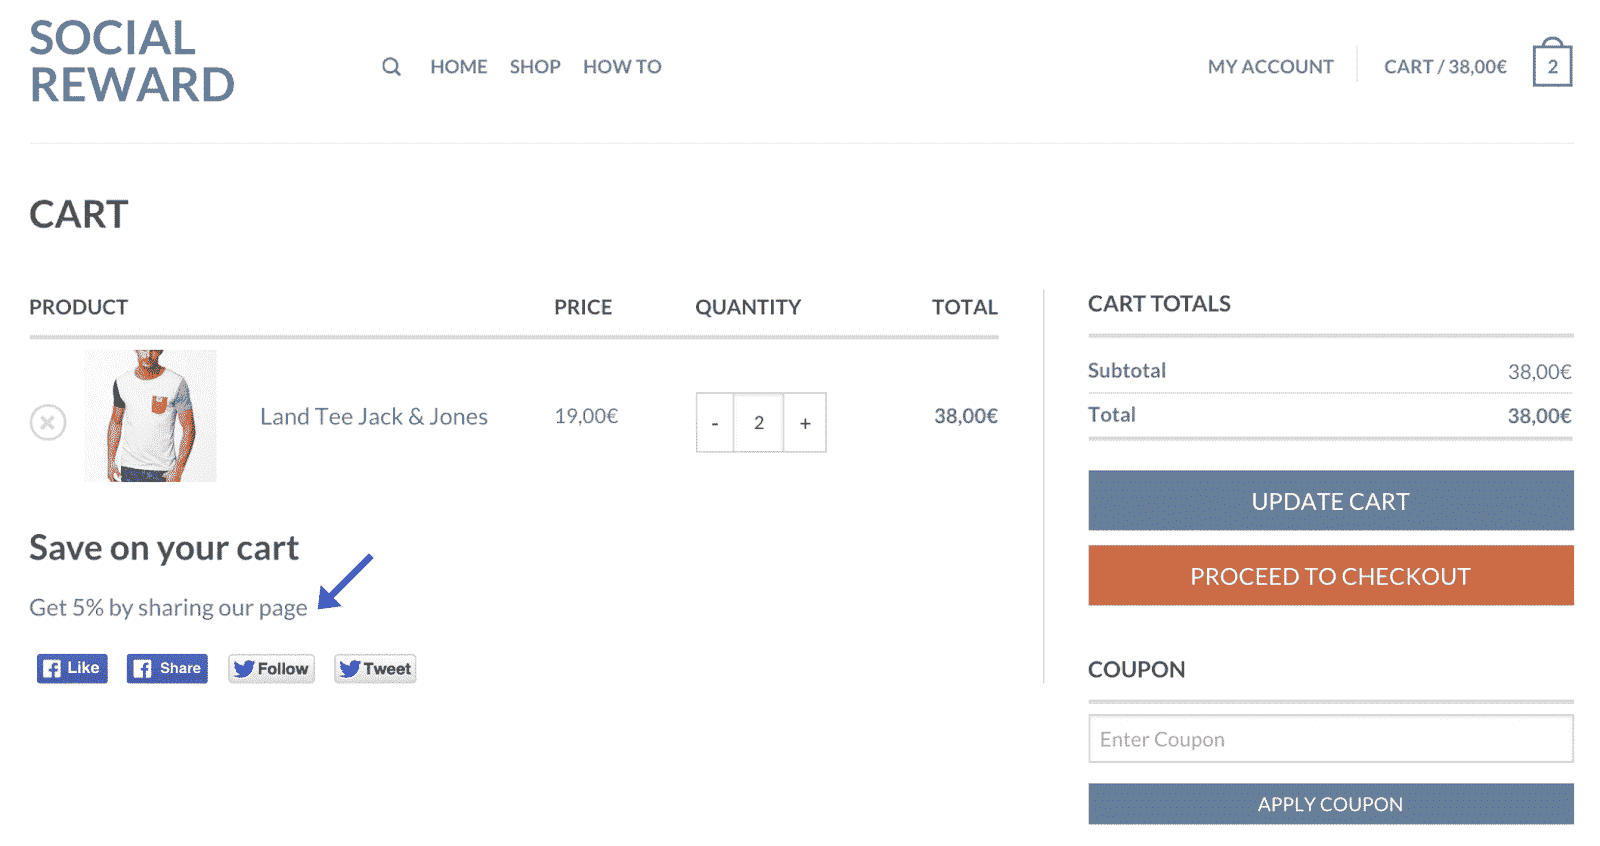 SOCIAL
REWARD
HOME SHOP HOW TO
MY ACCOUNT
CART / 38,00€
2
CART
PRODUCT PRICE QUANTITY TOTAL
Land Tee Jack & Jones 19,00€ - 2 + 38,00€
Save on your cart
Get 5% by sharing our page
Like Share Follow Tweet
CART TOTALS
Subtotal 38,00€
Total 38,00€
UPDATE CART
PROCEED TO CHECKOUT
COUPON
Enter Coupon
APPLY COUPON